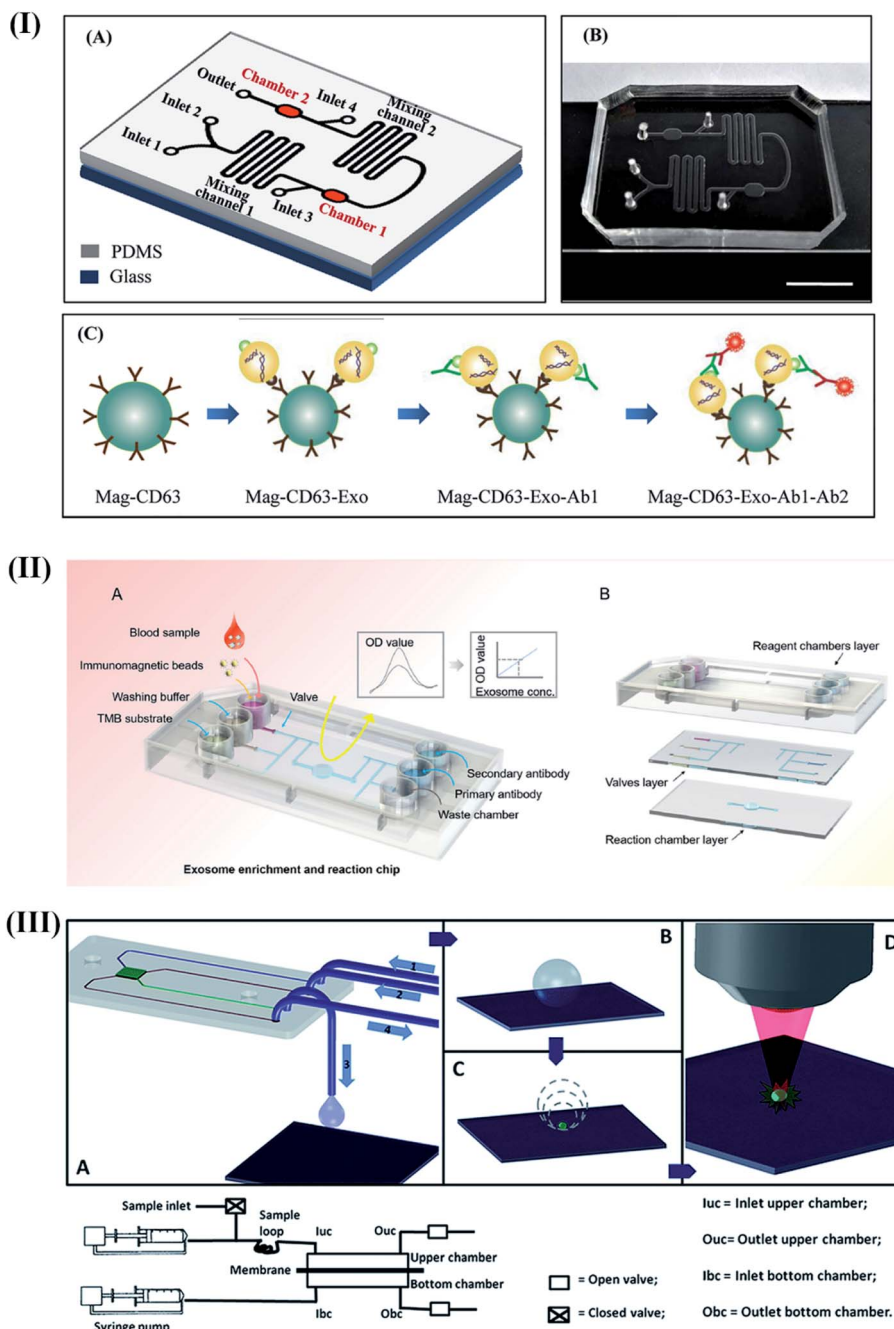 (I)
(A)
Outlet
Chamber 2
Inlet 4
Mixing
channel 2
Inlet 2
Inlet 1
Mixing
channel 1
Inlet 3
Chamber 1
PDMS
Glass
(B)
(C)
Mag-CD63
Mag-CD63-Exo
Mag-CD63-Exo-Ab1
Mag-CD63-Exo-Ab1-Ab2
(II)
A
Blood sample
Immunomagnetic beads
Washing buffer
TMB substrate
Valve
OD value
OD value
Exosome conc.
Secondary antibody
Primary antibody
Waste chamber
Exosome enrichment and reaction chip
B
Reagent chambers layer
Valves layer
Reaction chamber layer
(III)
1
2
4
3
A
B
C
D
Sample inlet
Sample
loop
Iuc
Ouc
Upper chamber
Membrane
Bottom chamber
Ibc
Obc
Syringe pump
= Open valve;
= Closed valve;
Iuc = Inlet upper chamber;
Ouc= Outlet upper chamber;
Ibc = Inlet bottom chamber;
Obc = Outlet bottom chamber.